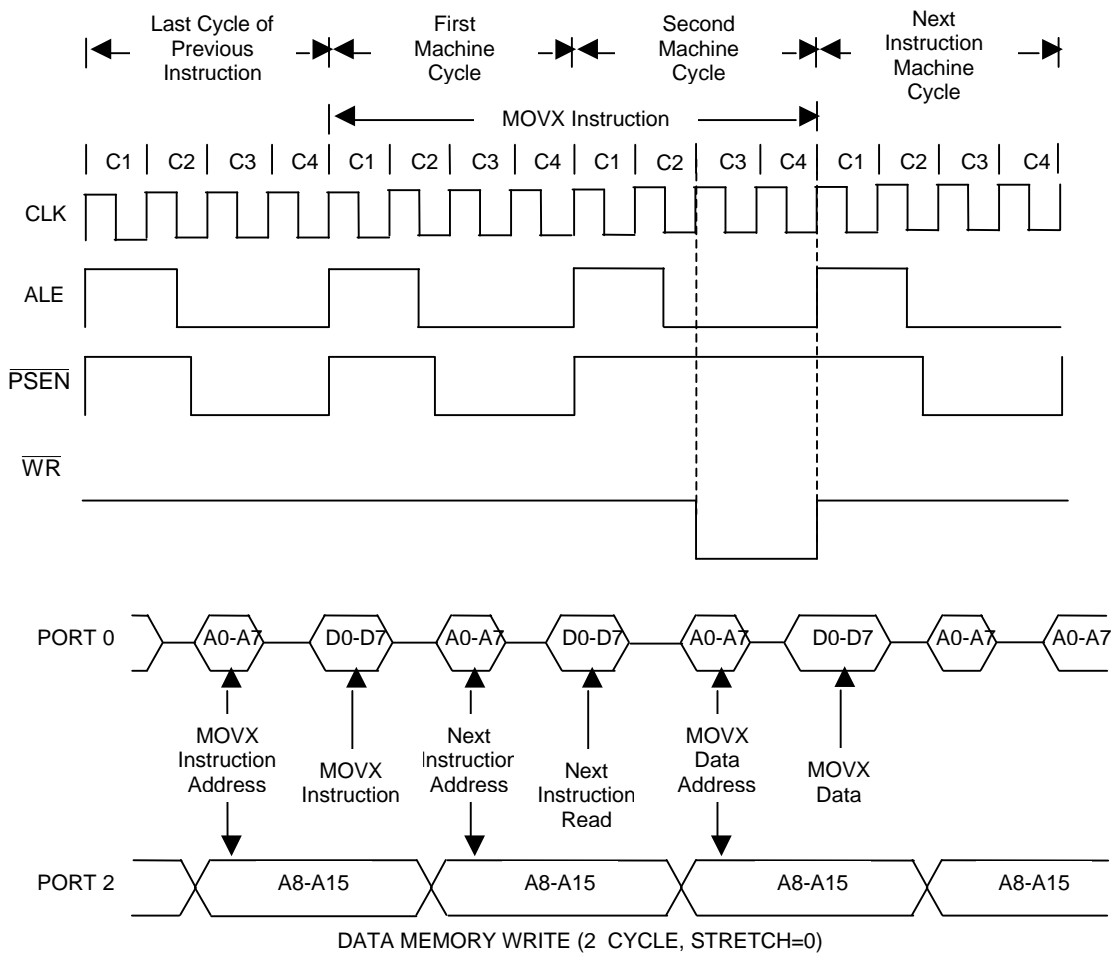 Last Cycle of
Previous
Instruction
First
Machine
Cycle
Second
Machine
Cycle
Next
Instruction
Machine
Cycle
MOVX Instruction
C1 C2 C3 C4 C1 C2 C3 C4 C1 C2 C3 C4 C1 C2 C3 C4
CLK
ALE
PSEN
WR
PORT 0 A0-A7 D0-D7 A0-A7 D0-D7 A0-A7 D0-D7 A0-A7 A0-A7
MOVX
Instruction
Address
MOVX
Instruction
Next
Instruction
Address
Next
Instruction
Read
MOVX
Data
Address
MOVX
Data
PORT 2 A8-A15 A8-A15 A8-A15 A8-A15
DATA MEMORY WRITE (2 CYCLE, STRETCH=0)